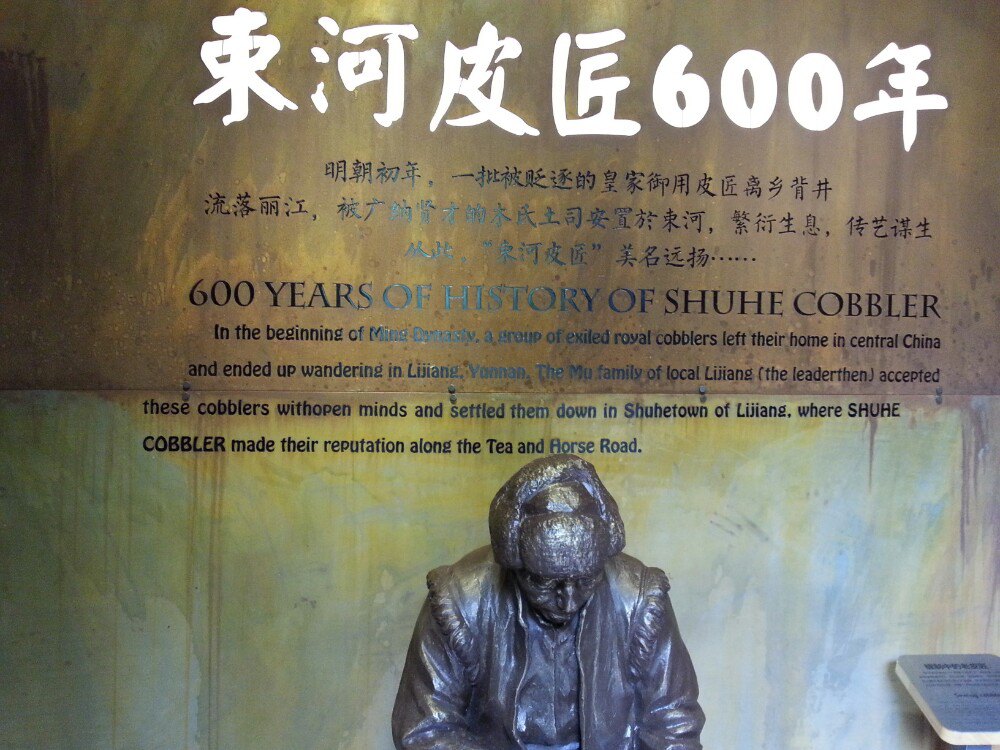 束河皮匠600年
明朝初年，一批被贬逐的皇家御用皮匠离乡背井
流落丽江，被广纳贤才的木氏土司安置於束河，繁衍生息，传艺谋生
从此，“束河皮匠”美名远扬……
600 YEARS OF HISTORY OF SHUHE COBBLER
In the beginning of Ming Dynasty, a group of exiled royal cobblers left their home in central China
and ended up wandering in Lijiang, Yunnan. The Mu family of local Lijiang (the leaderthen) accepted
these cobblers withopen minds and settled them down in Shuhetown of Lijiang, where SHUHE
COBBLER made their reputation along the Tea and Horse Road.